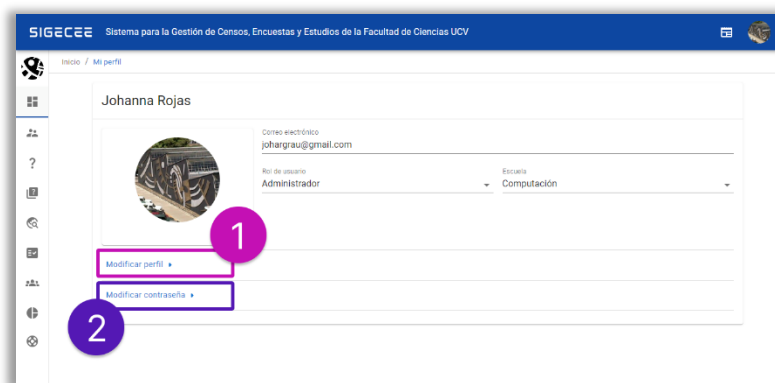 SIGECEE Sistema para la Gestión de Censos, Encuestas y Estudios de la Facultad de Ciencias UCV
Inicio / Mi perfil
Johanna Rojas
Correo electrónico
johargrau@gmail.com
Rol de usuario Escuela
Administrador Computación
1
Modificar perfil
Modificar contraseña
2